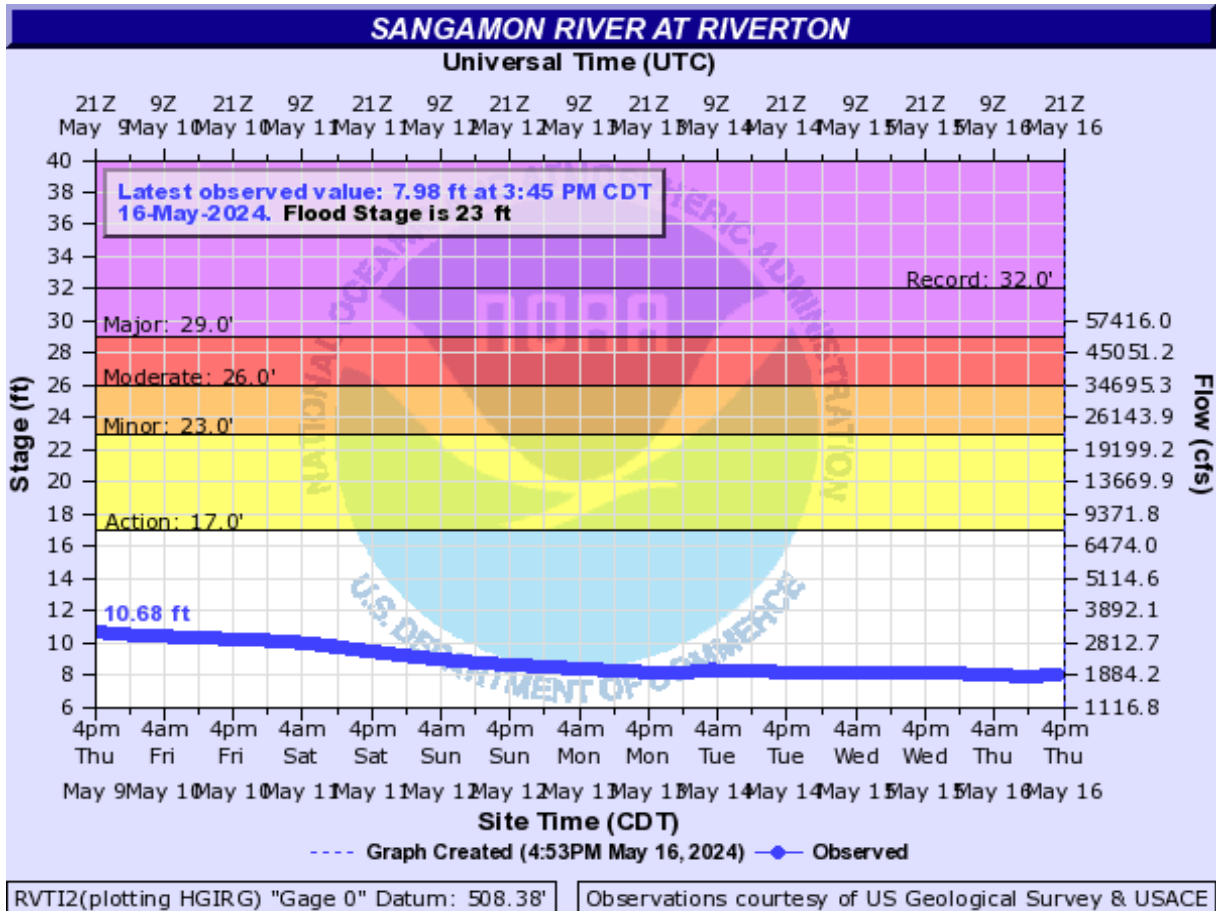 SANGAMON RIVER AT RIVERTON
Universal Time (UTC)
21Z 9Z 21Z 9Z 21Z 9Z 21Z 9Z 21Z 9Z 21Z 9Z 21Z 9Z 21Z
May 9 May 10 May 10 May 11 May 11 May 12 May 12 May 13 May 13 May 14 May 14 May 15 May 15 May 16 May 16
Latest observed value: 7.98 ft at 3:45 PM CDT
16-May-2024. Flood Stage is 23 ft
Record: 32.0'
Major: 29.0'
Moderate: 26.0'
Minor: 23.0'
Action: 17.0'
10.68 ft
Stage (ft)
40
38
36
34
32
30
28
26
24
22
20
18
16
14
12
10
8
6
Flow (cfs)
57416.0
45051.2
34695.3
26143.9
19199.2
13669.9
9371.8
6474.0
5114.6
3892.1
2812.7
1884.2
1116.8
NATIONAL OCEANIC AND ATMOSPHERIC ADMINISTRATION
NOAA
U.S. DEPARTMENT OF COMMERCE
4pm 4am 4pm 4am 4pm 4am 4pm 4am 4pm 4am 4pm 4am 4pm 4am 4pm
Thu Fri Fri Sat Sat Sun Sun Mon Mon Tue Tue Wed Wed Thu Thu
May 9 May 10 May 10 May 11 May 11 May 12 May 12 May 13 May 13 May 14 May 14 May 15 May 15 May 16 May 16
Site Time (CDT)
Graph Created (4:53PM May 16, 2024) Observed
RVTI2(plotting HGIRG) "Gage 0" Datum: 508.38'
Observations courtesy of US Geological Survey & USACE